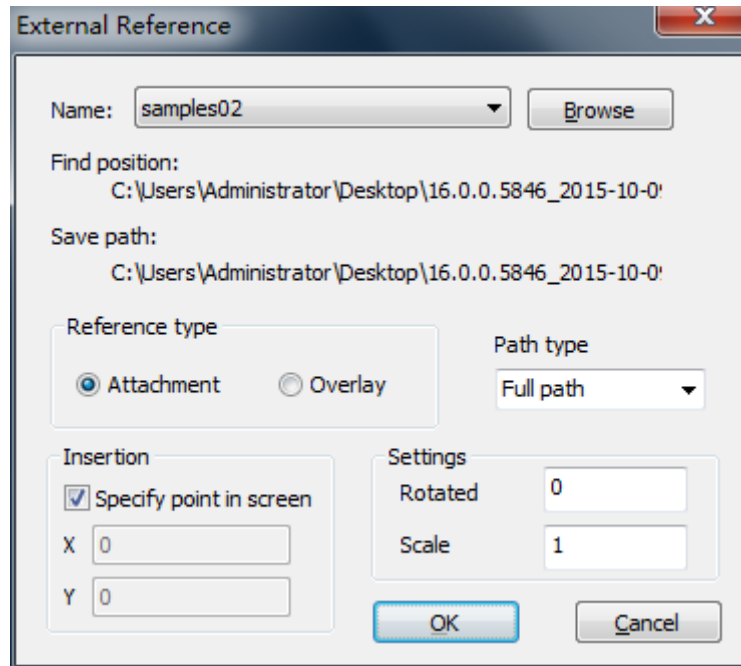 External Reference
Name: samples02 Browse
Find position:
C:\Users\Administrator\Desktop\16.0.0.5846_2015-10-0
Save path:
C:\Users\Administrator\Desktop\16.0.0.5846_2015-10-09
Reference type
Attachment Overlay
Path type
Full path
Insertion
Specify point in screen
X 0
Y 0
Settings
Rotated 0
Scale 1
OK Cancel